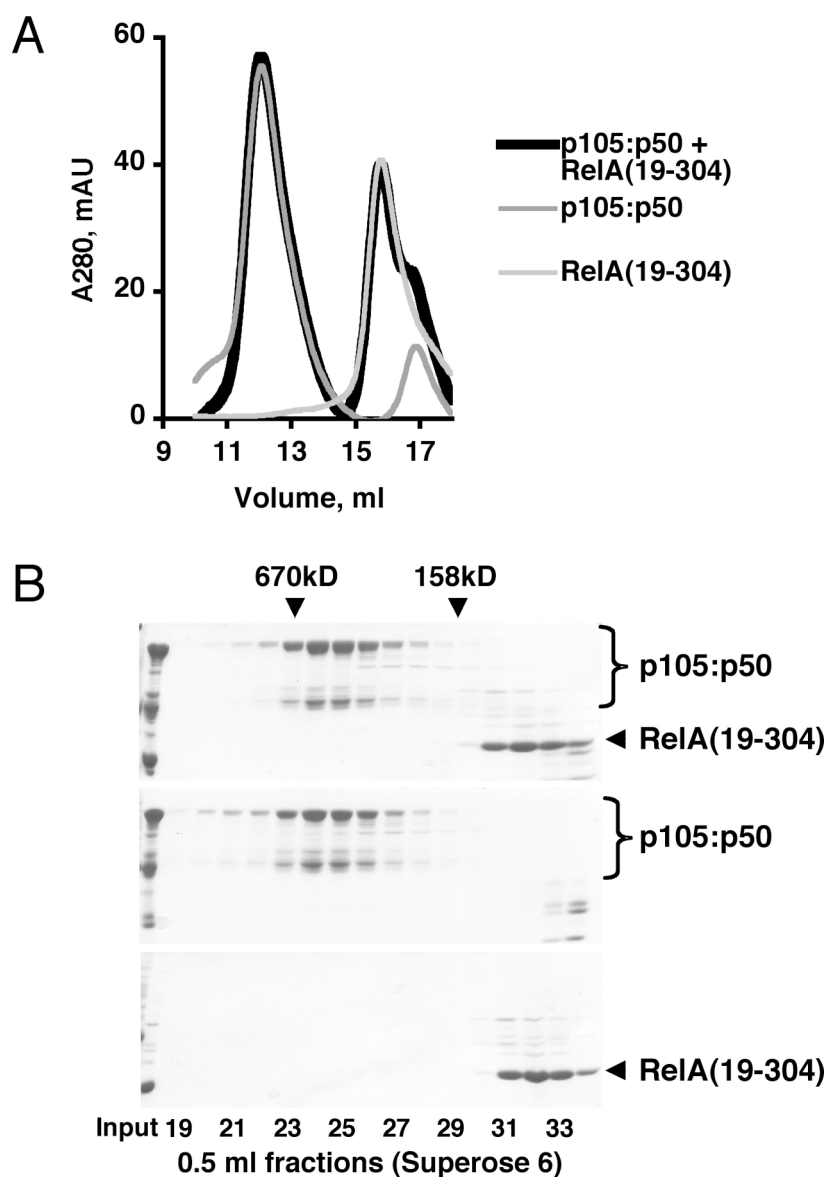 A
60
40
20
0
A280, mAU
9 11 13 15 17
Volume, ml
p105:p50 +
RelA(19-304)
p105:p50
RelA(19-304)
B
670kD 158kD
p105:p50
RelA(19-304)
p105:p50
RelA(19-304)
Input 19 21 23 25 27 29 31 33
0.5 ml fractions (Superose 6)